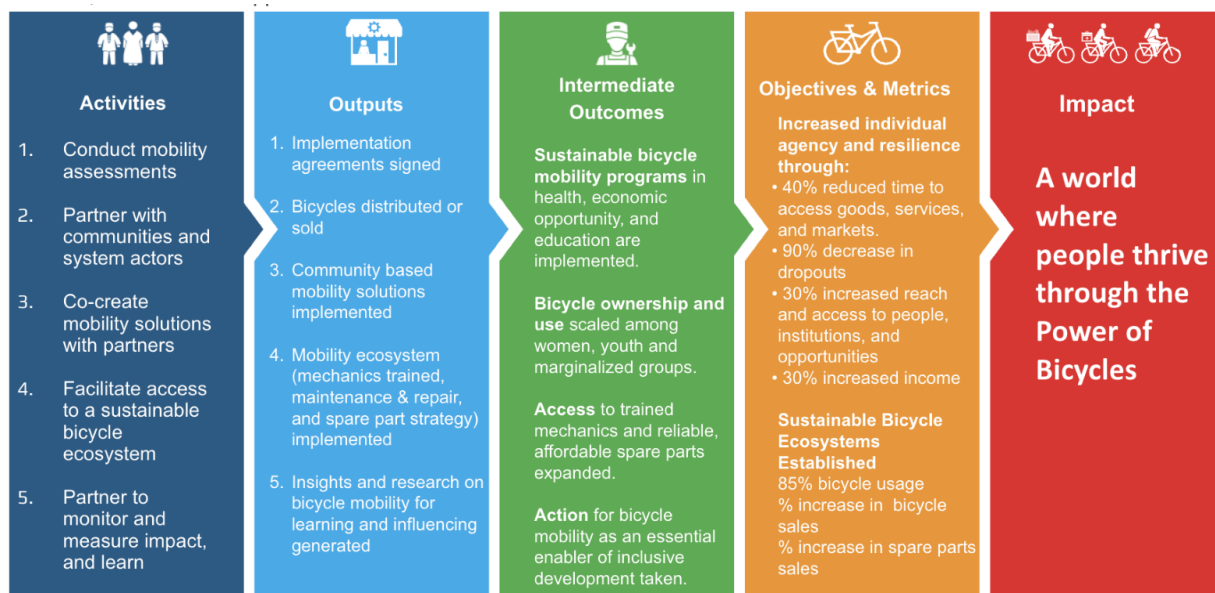 Activities
1. Conduct mobility
assessments
2. Partner with
communities and
system actors
3. Co-create
mobility solutions
with partners
4. Facilitate access
to a sustainable
bicycle
ecosystem
5. Partner to
monitor and
measure impact,
and learn
Outputs
1. Implementation
agreements signed
2. Bicycles distributed or
sold
3. Community based
mobility solutions
implemented
4. Mobility ecosystem
(mechanics trained,
maintenance & repair,
and spare part strategy)
implemented
5. Insights and research on
bicycle mobility for
learning and influencing
generated
Intermediate
Outcomes
Sustainable bicycle
mobility programs in
health, economic
opportunity, and
education are
implemented.
Bicycle ownership and
use scaled among
women, youth and
marginalized groups.
Access to trained
mechanics and reliable,
affordable spare parts
expanded.
Action for bicycle
mobility as an essential
enabler of inclusive
development taken.
Objectives & Metrics
Increased individual
agency and resilience
through:
• 40% reduced time to
access goods, services,
and markets.
• 90% decrease in
dropouts
• 30% increased reach
and access to people,
institutions, and
opportunities
• 30% increased income
Sustainable Bicycle
Ecosystems
Established
85% bicycle usage
% increase in bicycle
sales
% increase in spare parts
sales
Impact
A world
where
people thrive
through the
Power of
Bicycles